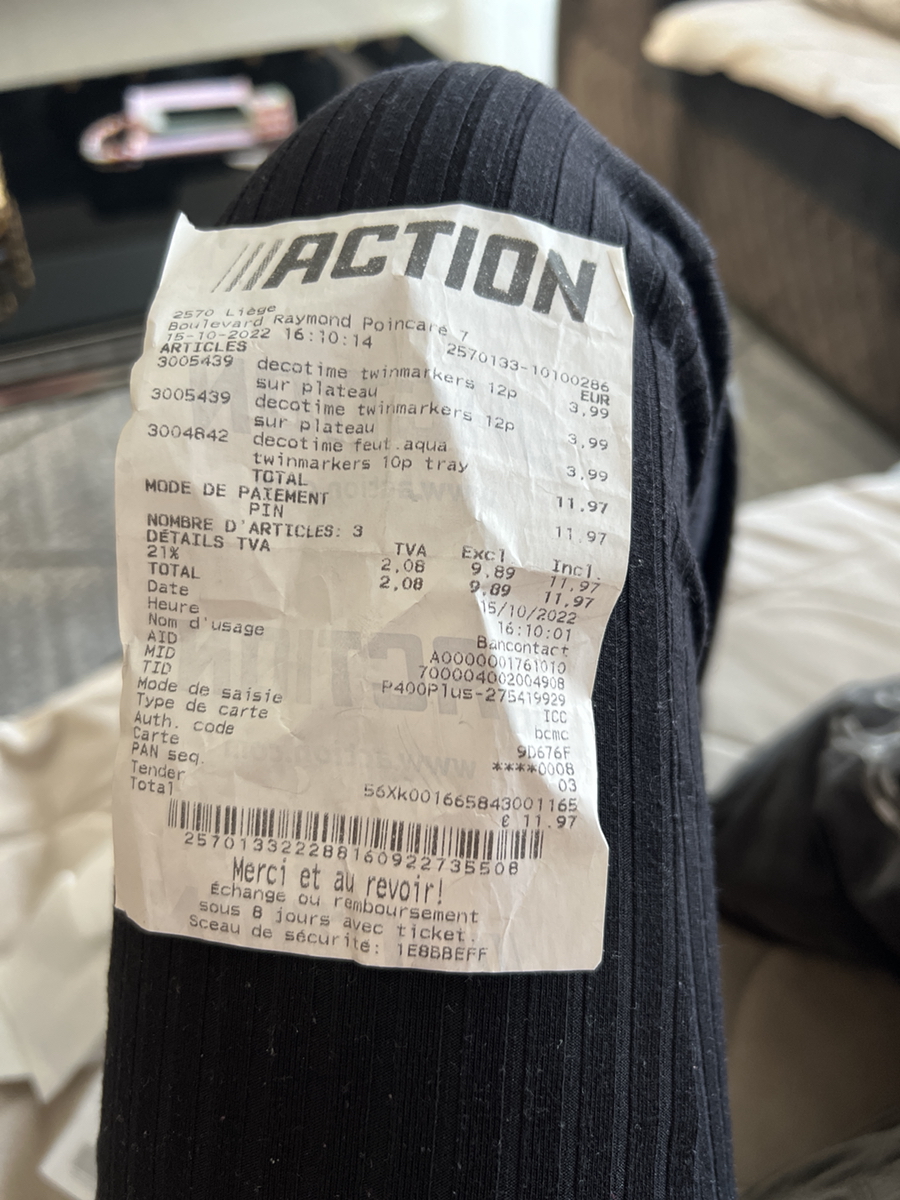 ///ACTION
2570 Liège
Boulevard Raymond Poincaré 7
15-10-2022 16:10:14 2570133-10100286
ARTICLES EUR
3005439 decotime twinmarkers 12p 3,99
sur plateau
3005439 decotime twinmarkers 12p 3,99
sur plateau
3004842 decotime feut.aqua 3,99
twinmarkers 10p tray
TOTAL 11.97
MODE DE PAIEMENT
PIN 11.97
NOMBRE D'ARTICLES: 3
DÉTAILS TVA TVA Excl Incl.
21% 2,08 9,89 11,97
TOTAL 2,08 9,89 11,97
Date 15/10/2022
Heure 16:10:01
Nom d'usage Bancontact
AID A0000001761010
MID 700004002004908
TID P400Plus-275419929
Mode de saisie ICC
Type de carte bcmc
Auth. code 9D676F
Carte ****0008
PAN seq. 03
Tender 56Xk001665843001165
Total € 11.97
257013322288160922735508
Merci et au revoir!
Échange ou remboursement
sous 8 jours avec ticket.
Sceau de sécurité: 1E8BBEFF